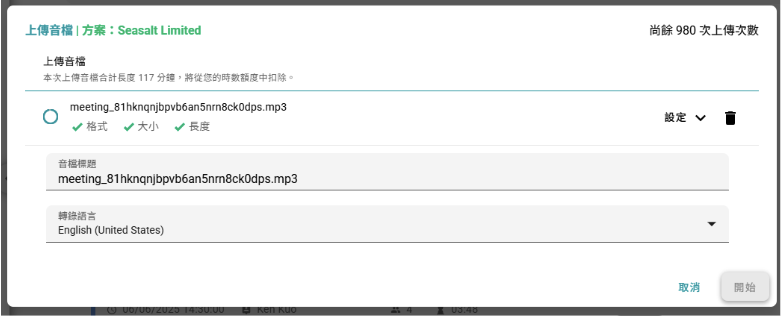 上傳音檔 | 方案：Seasalt Limited
尚餘 980 次上傳次數
上傳音檔
本次上傳音檔合計長度 117 分鐘，將從您的時數額度中扣除。
meeting_81hknqnjbpvb6an5nrn8ck0dps.mp3
格式 大小 長度
設定
音檔標題
meeting_81hknqnjbpvb6an5nrn8ck0dps.mp3
轉錄語言
English (United States)
取消 開始
06/06/2025 14:30:00 Ken Kuo 4 03:48